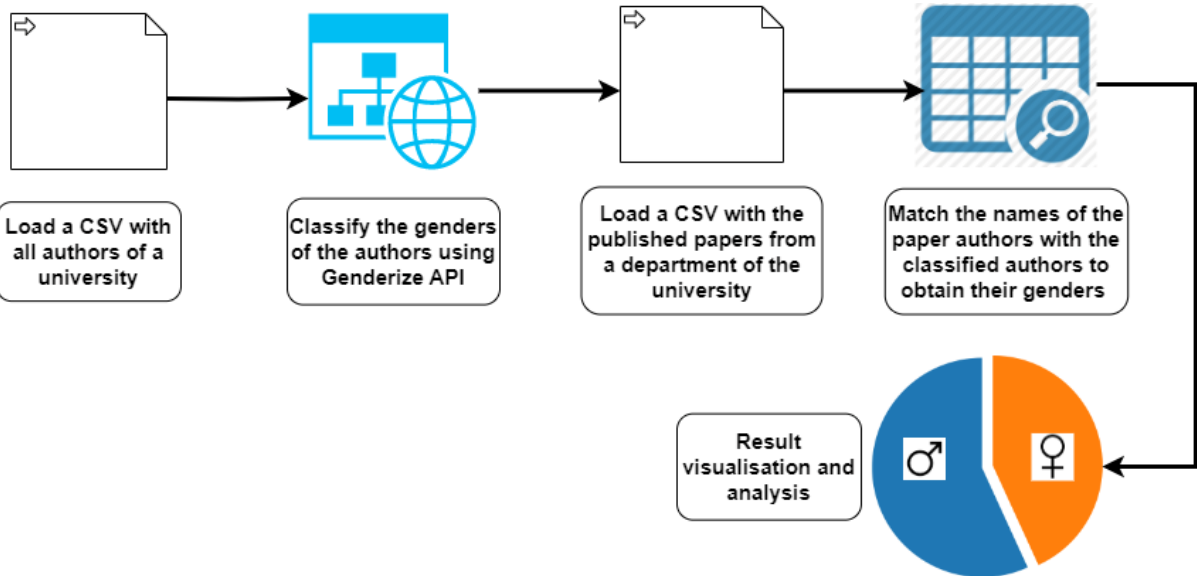 Load a CSV with
all authors of a
university
Classify the genders
of the authors using
Genderize API
Load a CSV with the
published papers from
a department of the
university
Match the names of the
paper authors with the
classified authors to
obtain their genders
Result
visualisation and
analysis